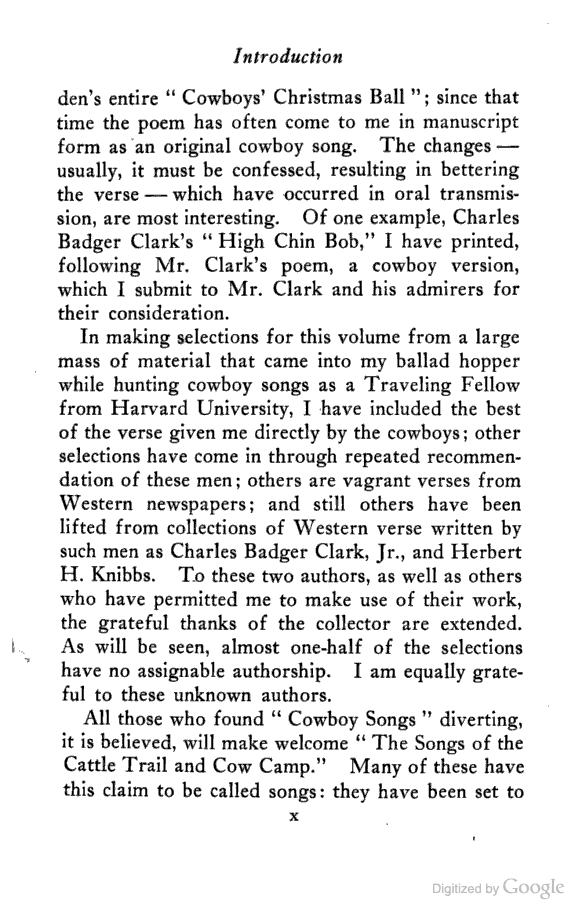 Introduction
den's entire " Cowboys' Christmas Ball "; since that
time the poem has often come to me in manuscript
form as an original cowboy song. The changes —
usually, it must be confessed, resulting in bettering
the verse — which have occurred in oral transmis-
sion, are most interesting. Of one example, Charles
Badger Clark's " High Chin Bob," I have printed,
following Mr. Clark's poem, a cowboy version,
which I submit to Mr. Clark and his admirers for
their consideration.
In making selections for this volume from a large
mass of material that came into my ballad hopper
while hunting cowboy songs as a Traveling Fellow
from Harvard University, I have included the best
of the verse given me directly by the cowboys; other
selections have come in through repeated recommen-
dation of these men; others are vagrant verses from
Western newspapers; and still others have been
lifted from collections of Western verse written by
such men as Charles Badger Clark, Jr., and Herbert
H. Knibbs. To these two authors, as well as others
who have permitted me to make use of their work,
the grateful thanks of the collector are extended.
As will be seen, almost one-half of the selections
have no assignable authorship. I am equally grate-
ful to these unknown authors.
All those who found " Cowboy Songs " diverting,
it is believed, will make welcome " The Songs of the
Cattle Trail and Cow Camp." Many of these have
this claim to be called songs: they have been set to
x
Digitized by Google